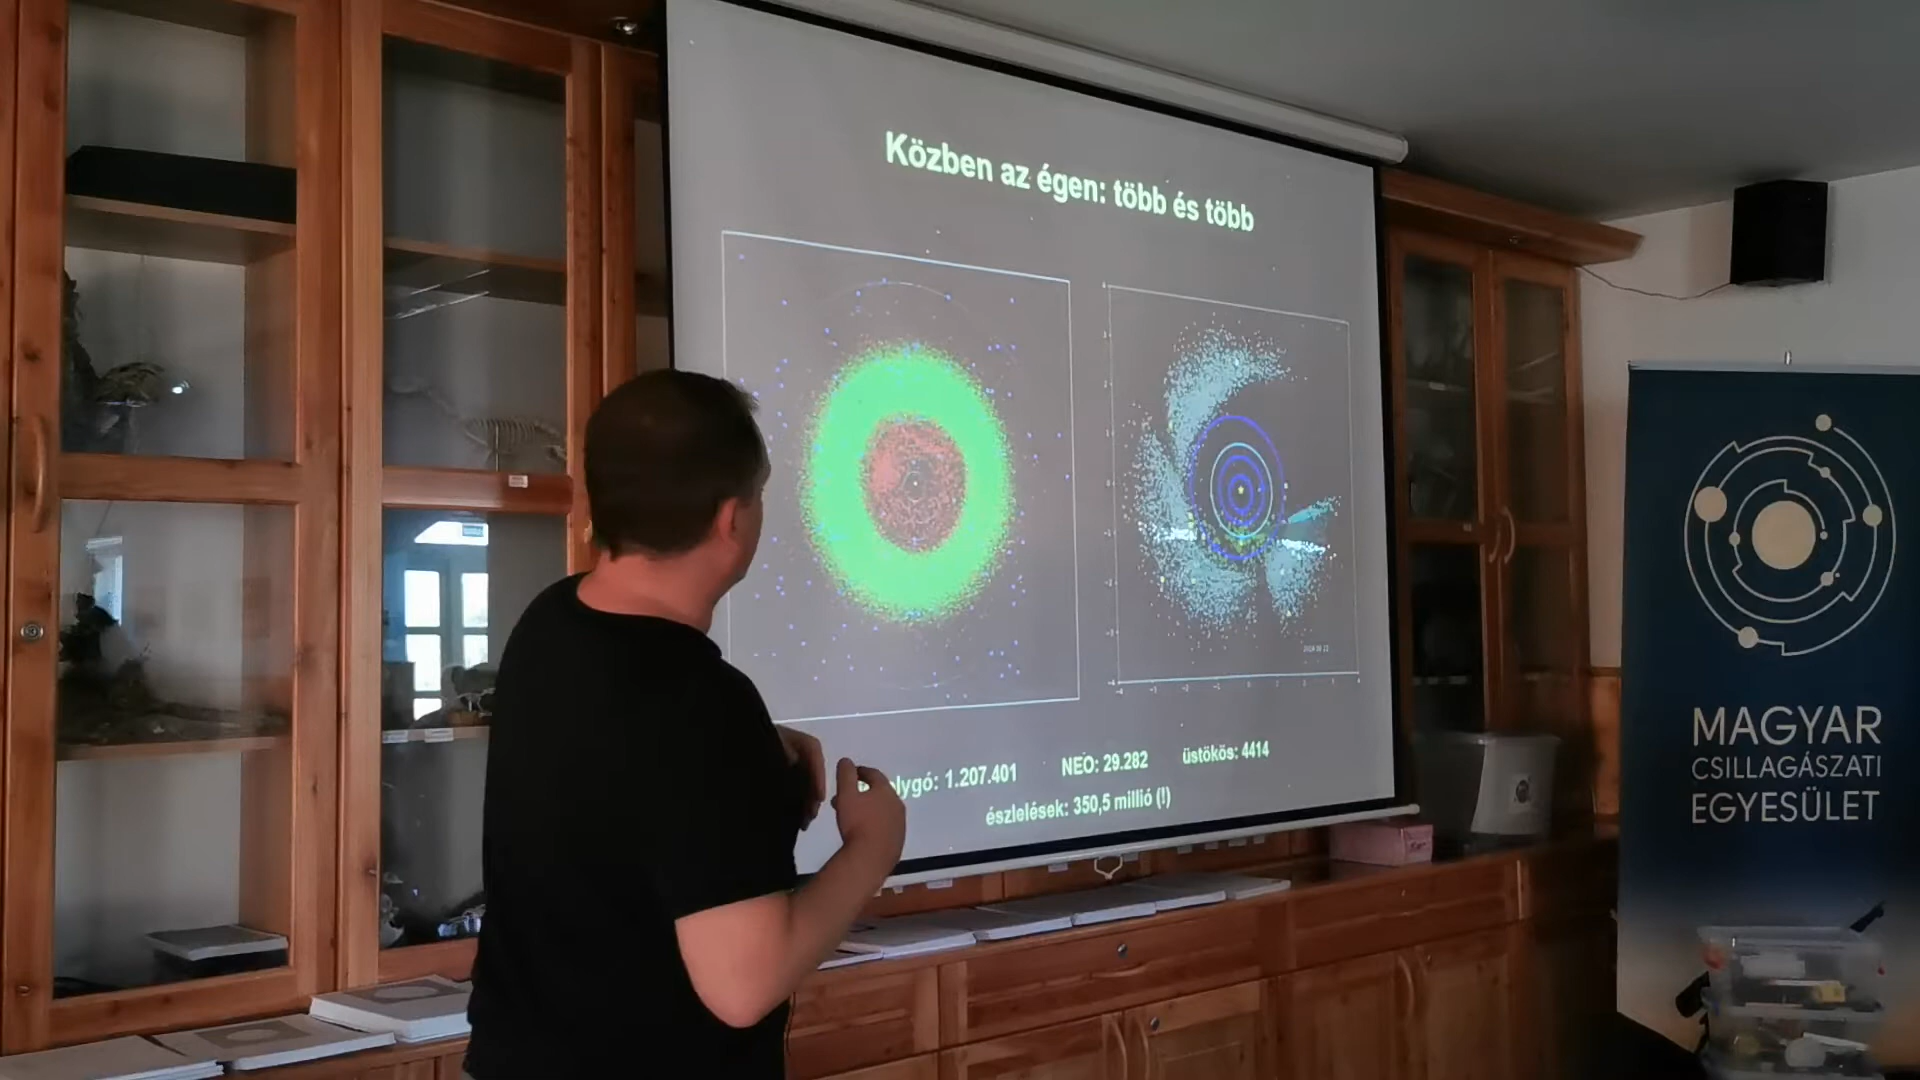 Közben az égen: több és több
olygó: 1.207.401 NEO: 29.282 üstökös: 4414
észlelések: 350,5 millió (!)
MAGYAR
CSILLAGÁSZATI
EGYESÜLET